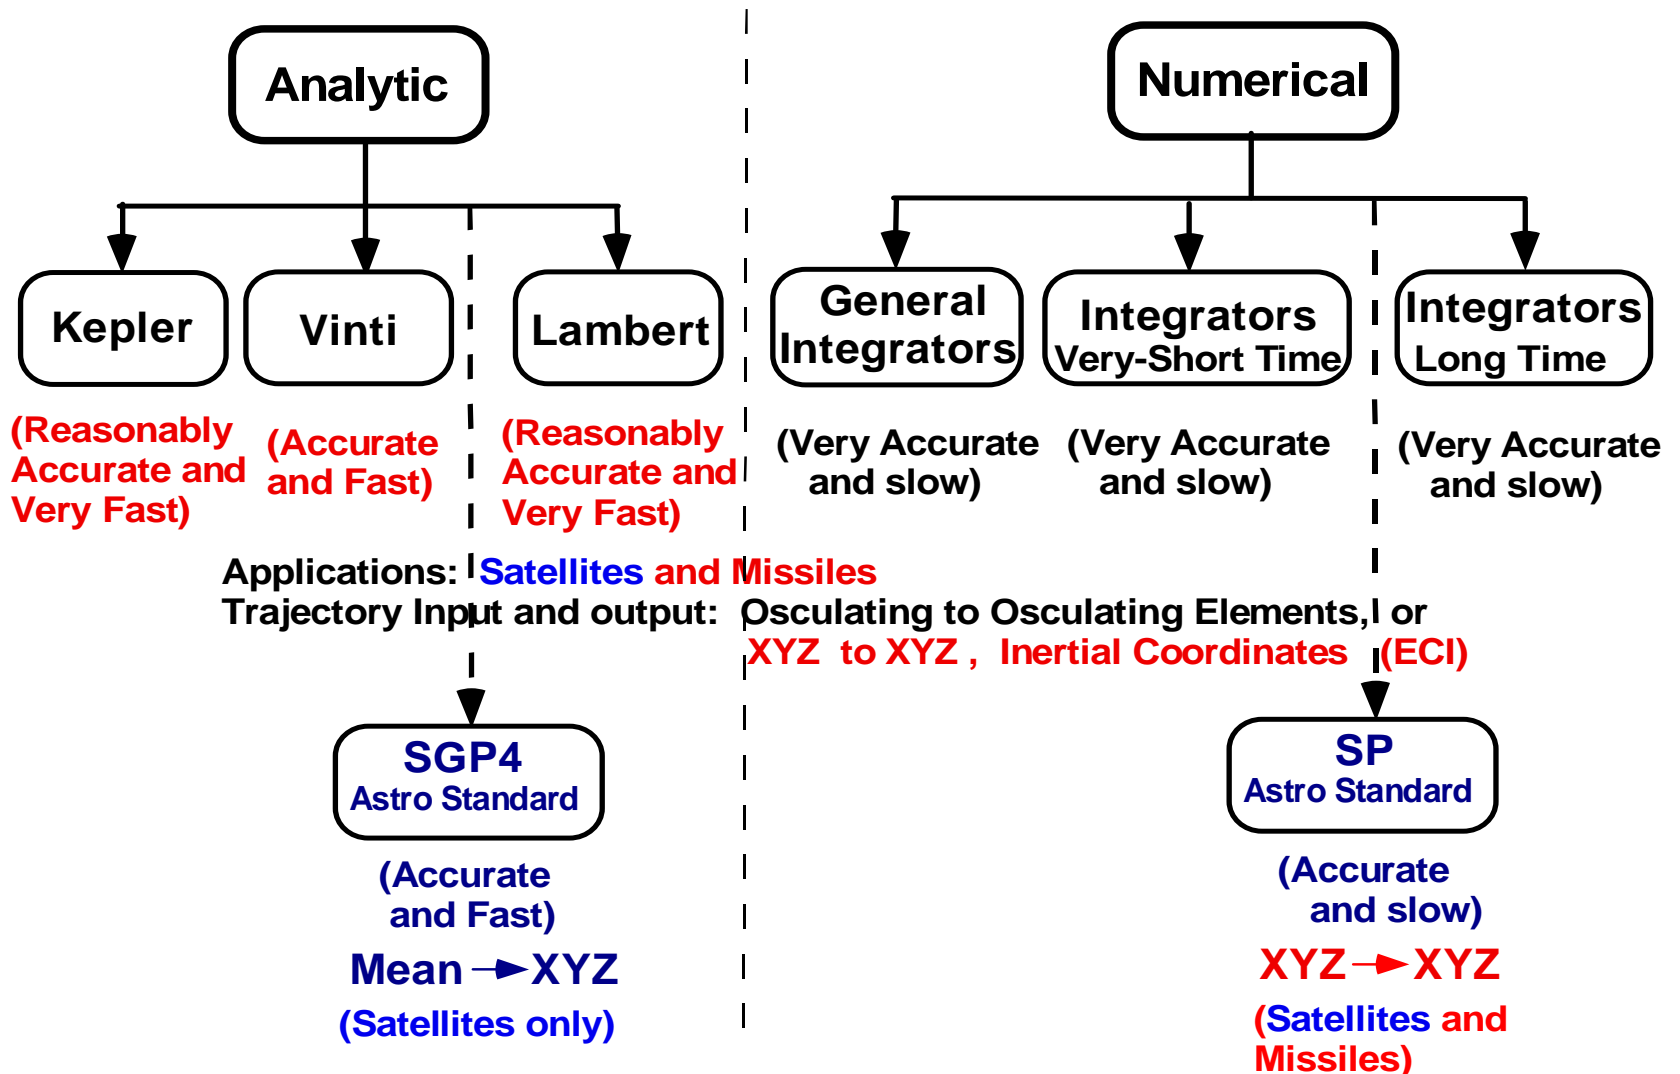 Analytic
Numerical
Kepler
Vinti
Lambert
General
Integrators
Integrators
Very-Short Time
Integrators
Long Time
(Reasonably
Accurate and
Very Fast)
(Accurate
and Fast)
(Reasonably
Accurate and
Very Fast)
(Very Accurate
and slow)
(Very Accurate
and slow)
(Very Accurate
and slow)
Applications: Satellites and Missiles
Trajectory Input and output: Osculating to Osculating Elements, or
XYZ to XYZ , Inertial Coordinates (ECI)
SGP4
Astro Standard
(Accurate
and Fast)
Mean → XYZ
(Satellites only)
SP
Astro Standard
(Accurate
and slow)
XYZ → XYZ
(Satellites and
Missiles)